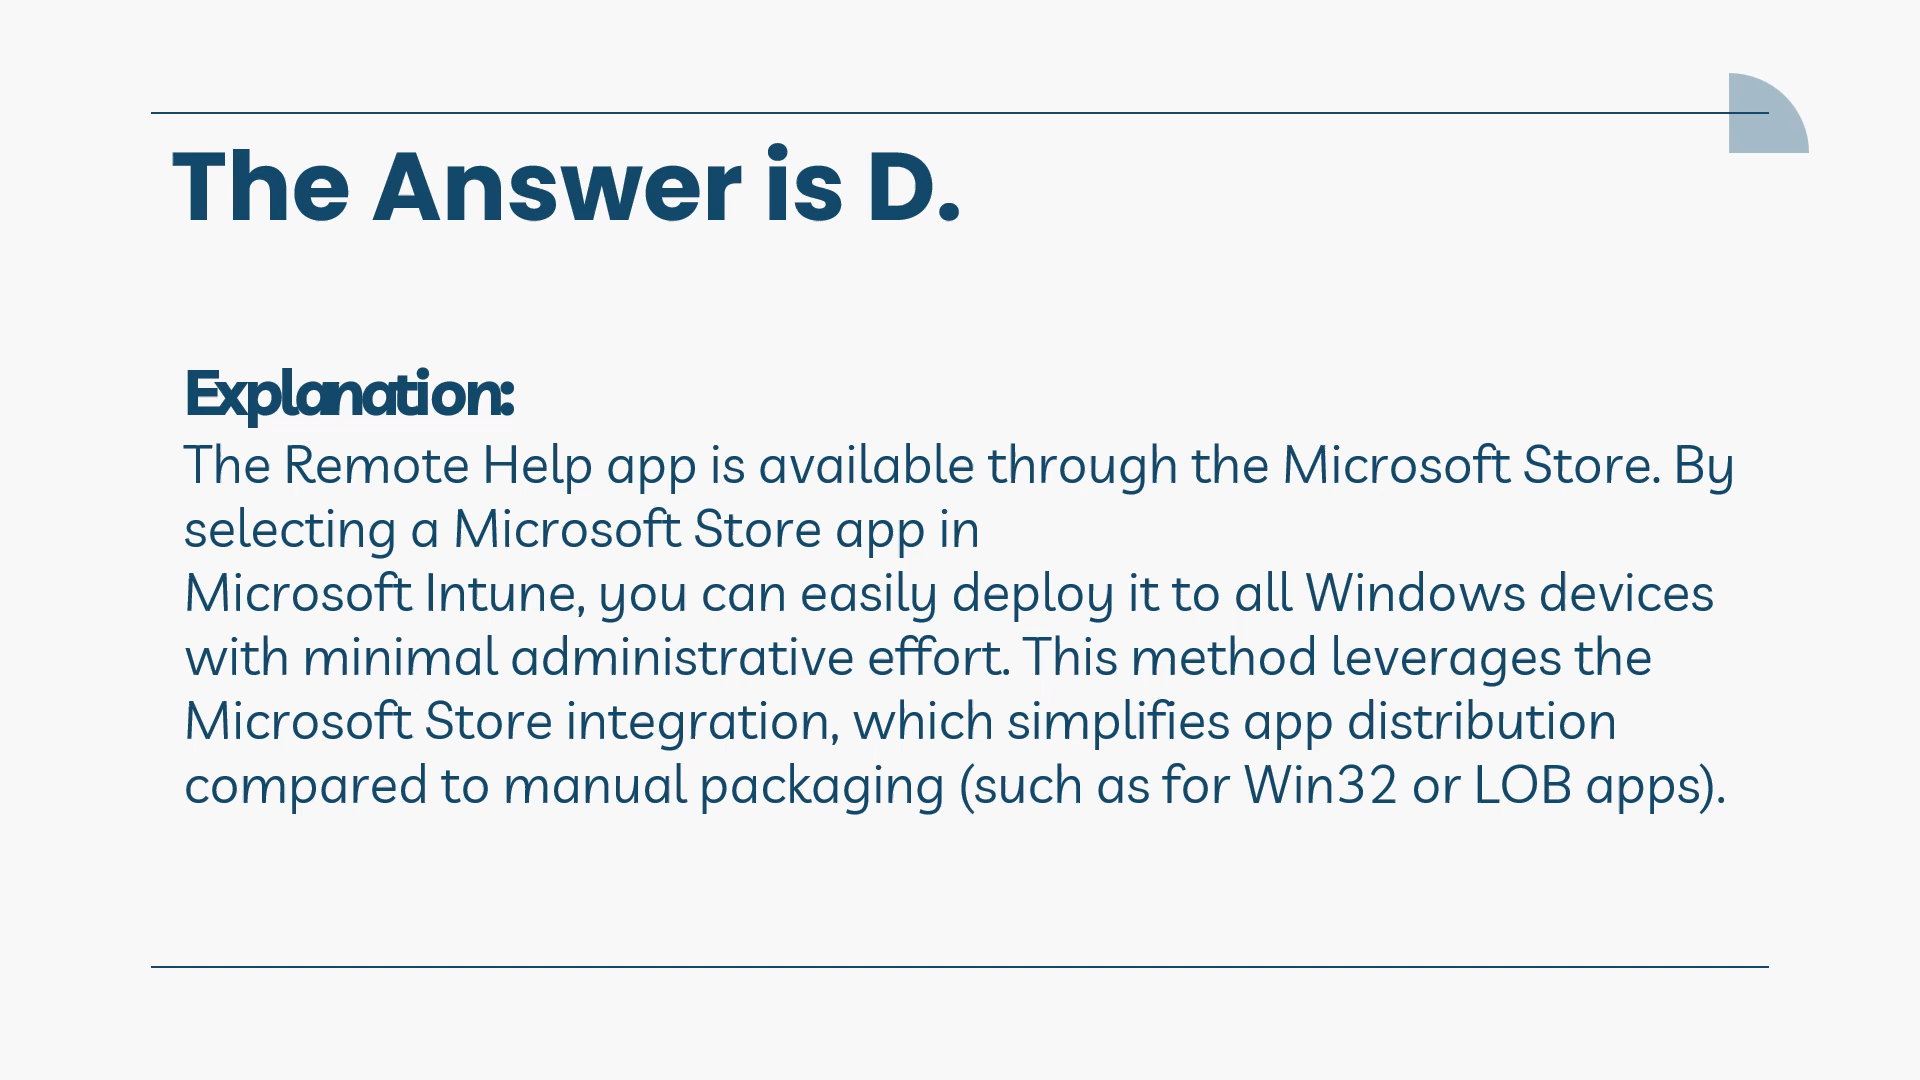 The Answer is D.
Explanation:
The Remote Help app is available through the Microsoft Store. By
selecting a Microsoft Store app in
Microsoft Intune, you can easily deploy it to all Windows devices
with minimal administrative effort. This method leverages the
Microsoft Store integration, which simplifies app distribution
compared to manual packaging (such as for Win32 or LOB apps).